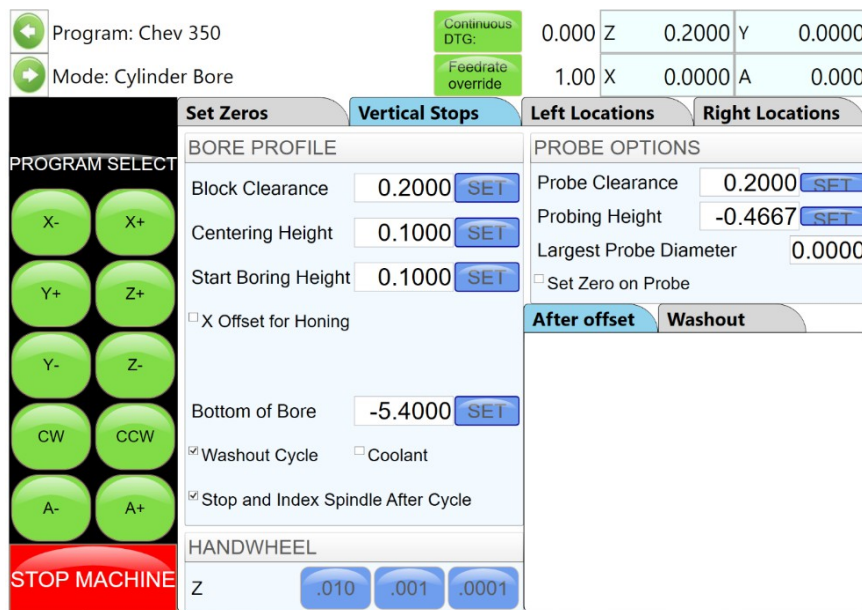 Program: Chev 350
Continuous DTG: 0.000 Z 0.2000 Y 0.0000
Mode: Cylinder Bore
Feedrate override 1.00 X 0.0000 A 0.000
Set Zeros Vertical Stops Left Locations Right Locations
PROGRAM SELECT
X- X+
Y+ Z+
Y- Z-
CW CCW
A- A+
STOP MACHINE
BORE PROFILE
Block Clearance 0.2000 SET
Centering Height 0.1000 SET
Start Boring Height 0.1000 SET
X Offset for Honing
Bottom of Bore -5.4000 SET
Washout Cycle Coolant
Stop and Index Spindle After Cycle
HANDWHEEL
Z .010 .001 .0001
PROBE OPTIONS
Probe Clearance 0.2000 SET
Probing Height -0.4667 SET
Largest Probe Diameter 0.0000
Set Zero on Probe
After offset Washout